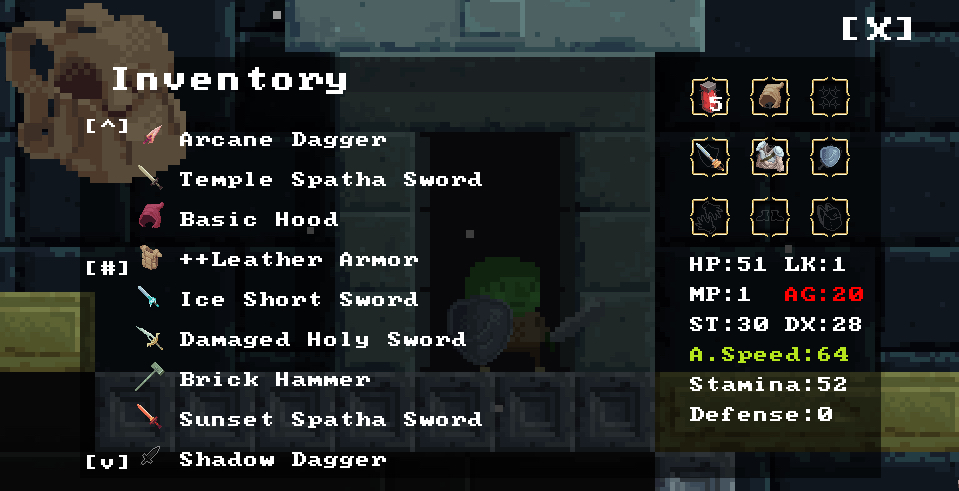 [X]
Inventory
[^]
Arcane Dagger
Temple Spatha Sword
Basic Hood
++Leather Armor
[#]
Ice Short Sword
Damaged Holy Sword
Brick Hammer
Sunset Spatha Sword
Shadow Dagger
[v]
5
HP:51 LK:1
MP:1 AG:20
ST:30 DX:28
A.Speed:64
Stamina:52
Defense:0